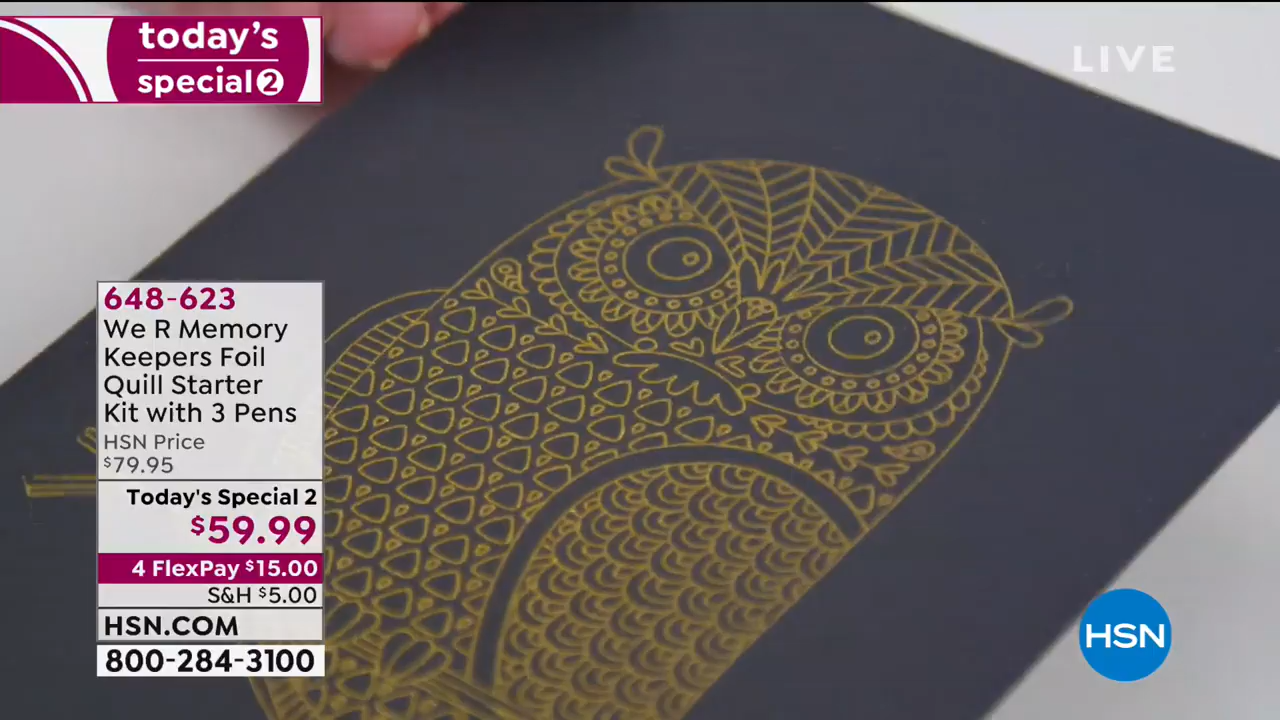 today's
special 2
LIVE
648-623
We R Memory
Keepers Foil
Quill Starter
Kit with 3 Pens
HSN Price
$79.95
Today's Special 2
$59.99
4 FlexPay $15.00
S&H $5.00
HSN.COM
800-284-3100
HSN